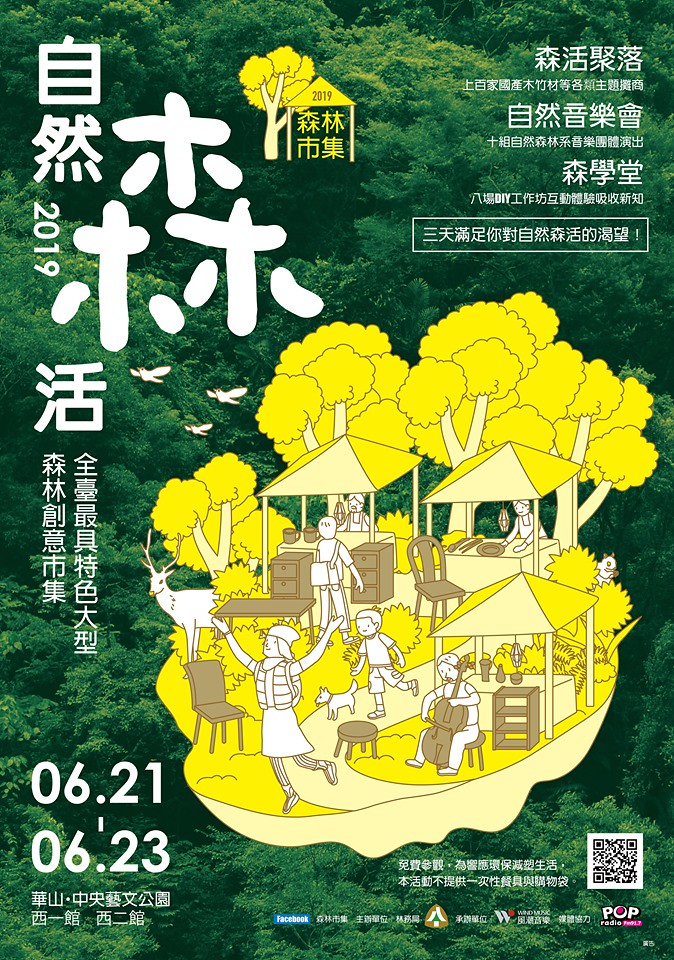 自然森活
2019
2019
森林
市集
森活聚落
上百家國產木竹材等各類主題攤商
自然音樂會
十組自然森林系音樂團體演出
森學堂
八場DIY工作坊互動體驗吸收新知
三天滿足你對自然森活的渴望！
全臺最具特色大型
森林創意市集
06.21
-
06.23
華山·中央藝文公園
西一館 西二館
免費參觀，為響應環保減塑生活，
本活動不提供一次性餐具與購物袋。
Facebook 森林市集 主辦單位 林務局 承辦單位 WIND MUSIC 風潮音樂 媒體協力 POP radio FM91.7
廣告